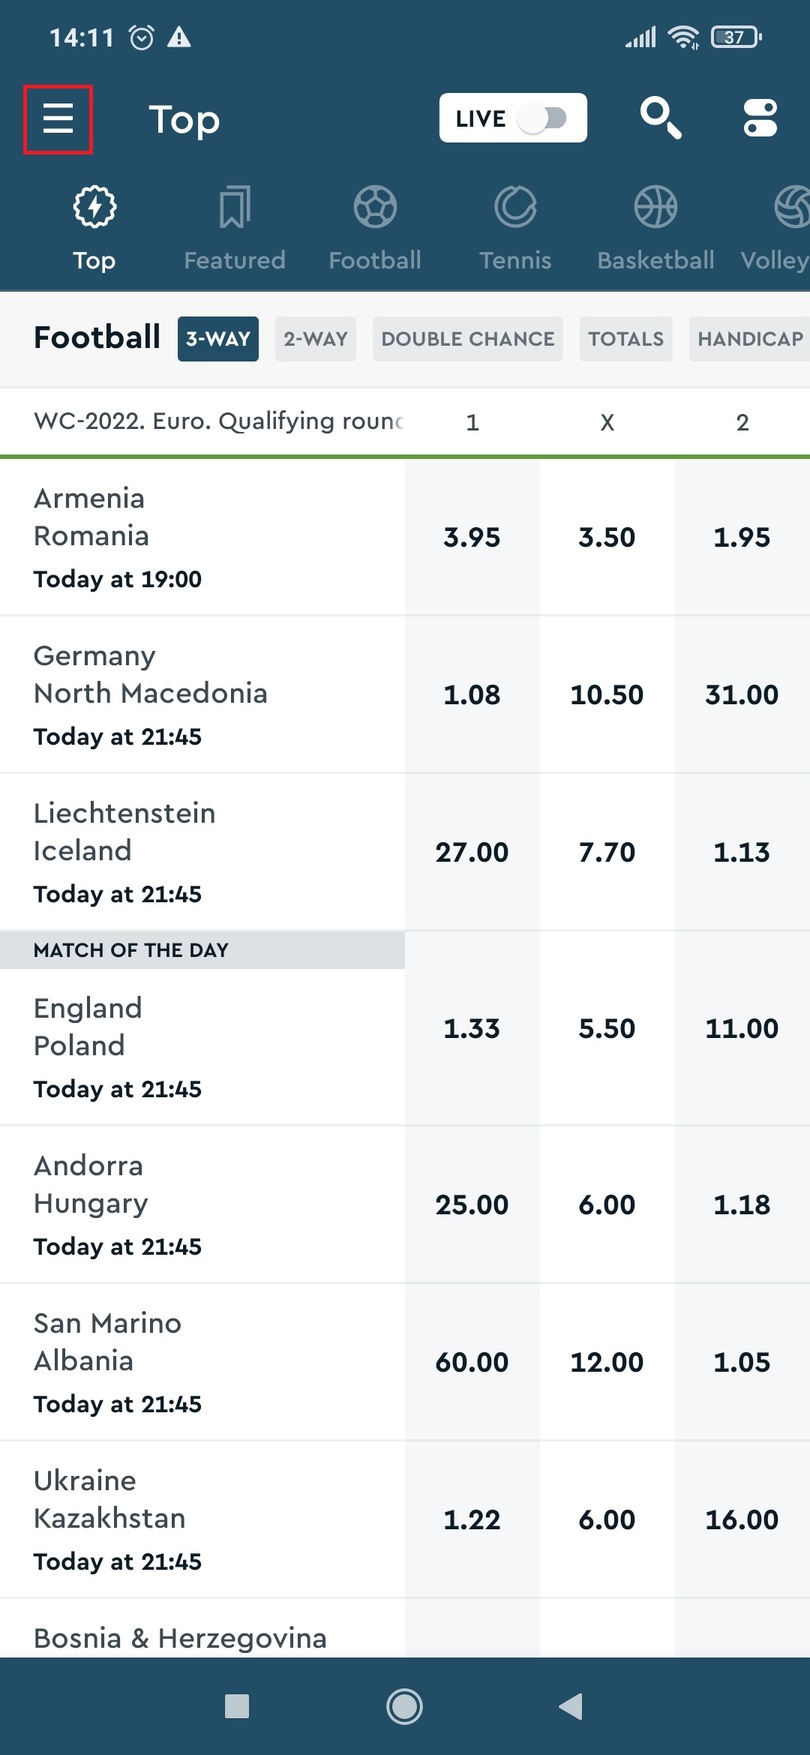 14:11
37
Top
LIVE
Top Featured Football Tennis Basketball Volley
Football 3-WAY 2-WAY DOUBLE CHANCE TOTALS HANDICAP
WC-2022. Euro. Qualifying roun 1 X 2
Armenia
Romania
Today at 19:00
3.95 3.50 1.95
Germany
North Macedonia
Today at 21:45
1.08 10.50 31.00
Liechtenstein
Iceland
Today at 21:45
27.00 7.70 1.13
MATCH OF THE DAY
England
Poland
Today at 21:45
1.33 5.50 11.00
Andorra
Hungary
Today at 21:45
25.00 6.00 1.18
San Marino
Albania
Today at 21:45
60.00 12.00 1.05
Ukraine
Kazakhstan
Today at 21:45
1.22 6.00 16.00
Bosnia & Herzegovina